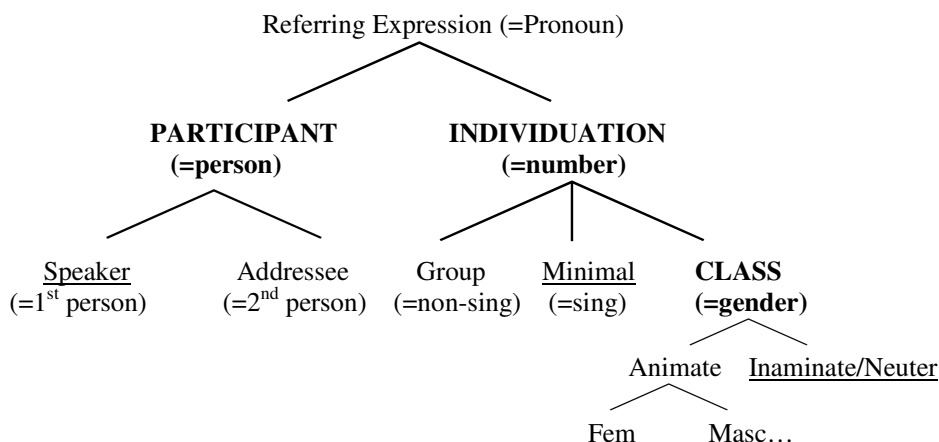 Referring Expression (=Pronoun)
PARTICIPANT INDIVIDUATION
(=person) (=number)
Speaker Addressee Group Minimal CLASS
(=1st person) (=2nd person) (=non-sing) (=sing) (=gender)
Animate Inaminate/Neuter
Fem Masc…